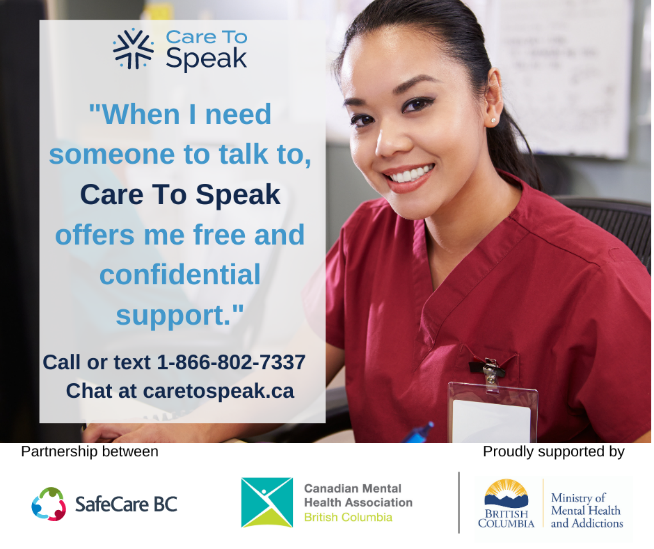 Care To
Speak
"When I need
someone to talk to,
Care To Speak
offers me free and
confidential
support."
Call or text 1-866-802-7337
Chat at caretospeak.ca
Partnership between
Proudly supported by
SafeCare BC
Canadian Mental
Health Association
British Columbia
BRITISH
COLUMBIA
Ministry of
Mental Health
and Addictions